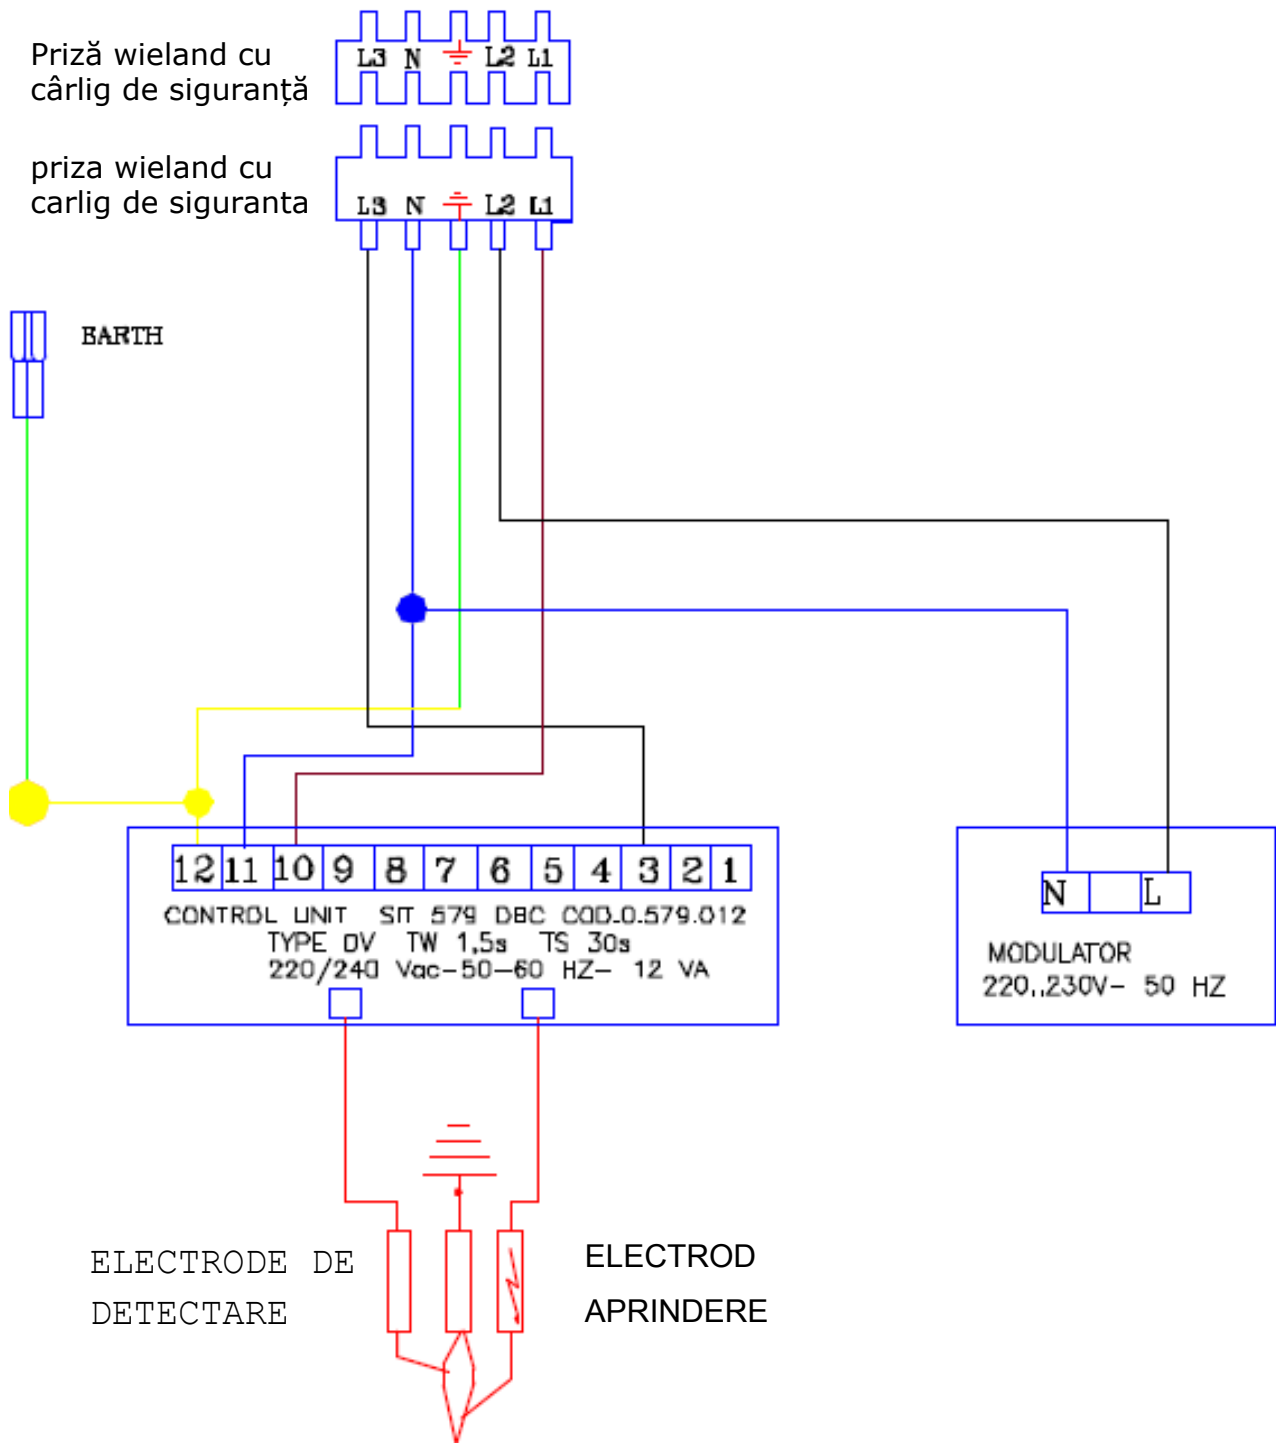 Priză wieland cu
cârlig de siguranță
L3 N L2 L1
priza wieland cu
carlig de siguranta
L3 N L2 L1
EARTH
12 11 10 9 8 7 6 5 4 3 2 1
CONTROL UNIT SIT 579 DBC COD.0.579.012
TYPE DV TW 1,5s TS 30s
220/240 Vac-50-60 HZ- 12 VA
N L
MODULATOR
220..230V- 50 HZ
ELECTRODE DE
DETECTARE
ELECTROD
APRINDERE